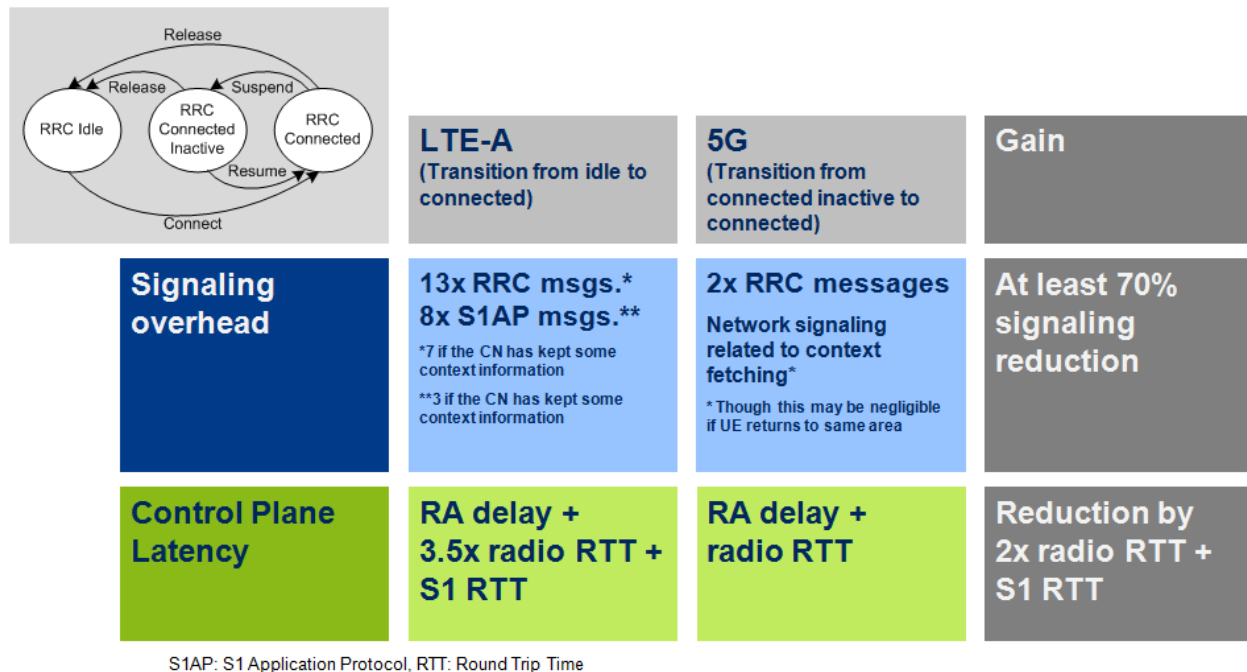 Release
Release
Suspend
RRC Idle
RRC
Connected
Inactive
RRC
Connected
Resume
Connect
LTE-A
(Transition from idle to
connected)
5G
(Transition from
connected inactive to
connected)
Gain
Signaling
overhead
13x RRC msgs.*
8x S1AP msgs.**
*7 if the CN has kept some
context information
**3 if the CN has kept some
context information
2x RRC messages
Network signaling
related to context
fetching*
* Though this may be negligible
if UE returns to same area
At least 70%
signaling
reduction
Control Plane
Latency
RA delay +
3.5x radio RTT +
S1 RTT
RA delay +
radio RTT
Reduction by
2x radio RTT +
S1 RTT
S1AP: S1 Application Protocol, RTT: Round Trip Time